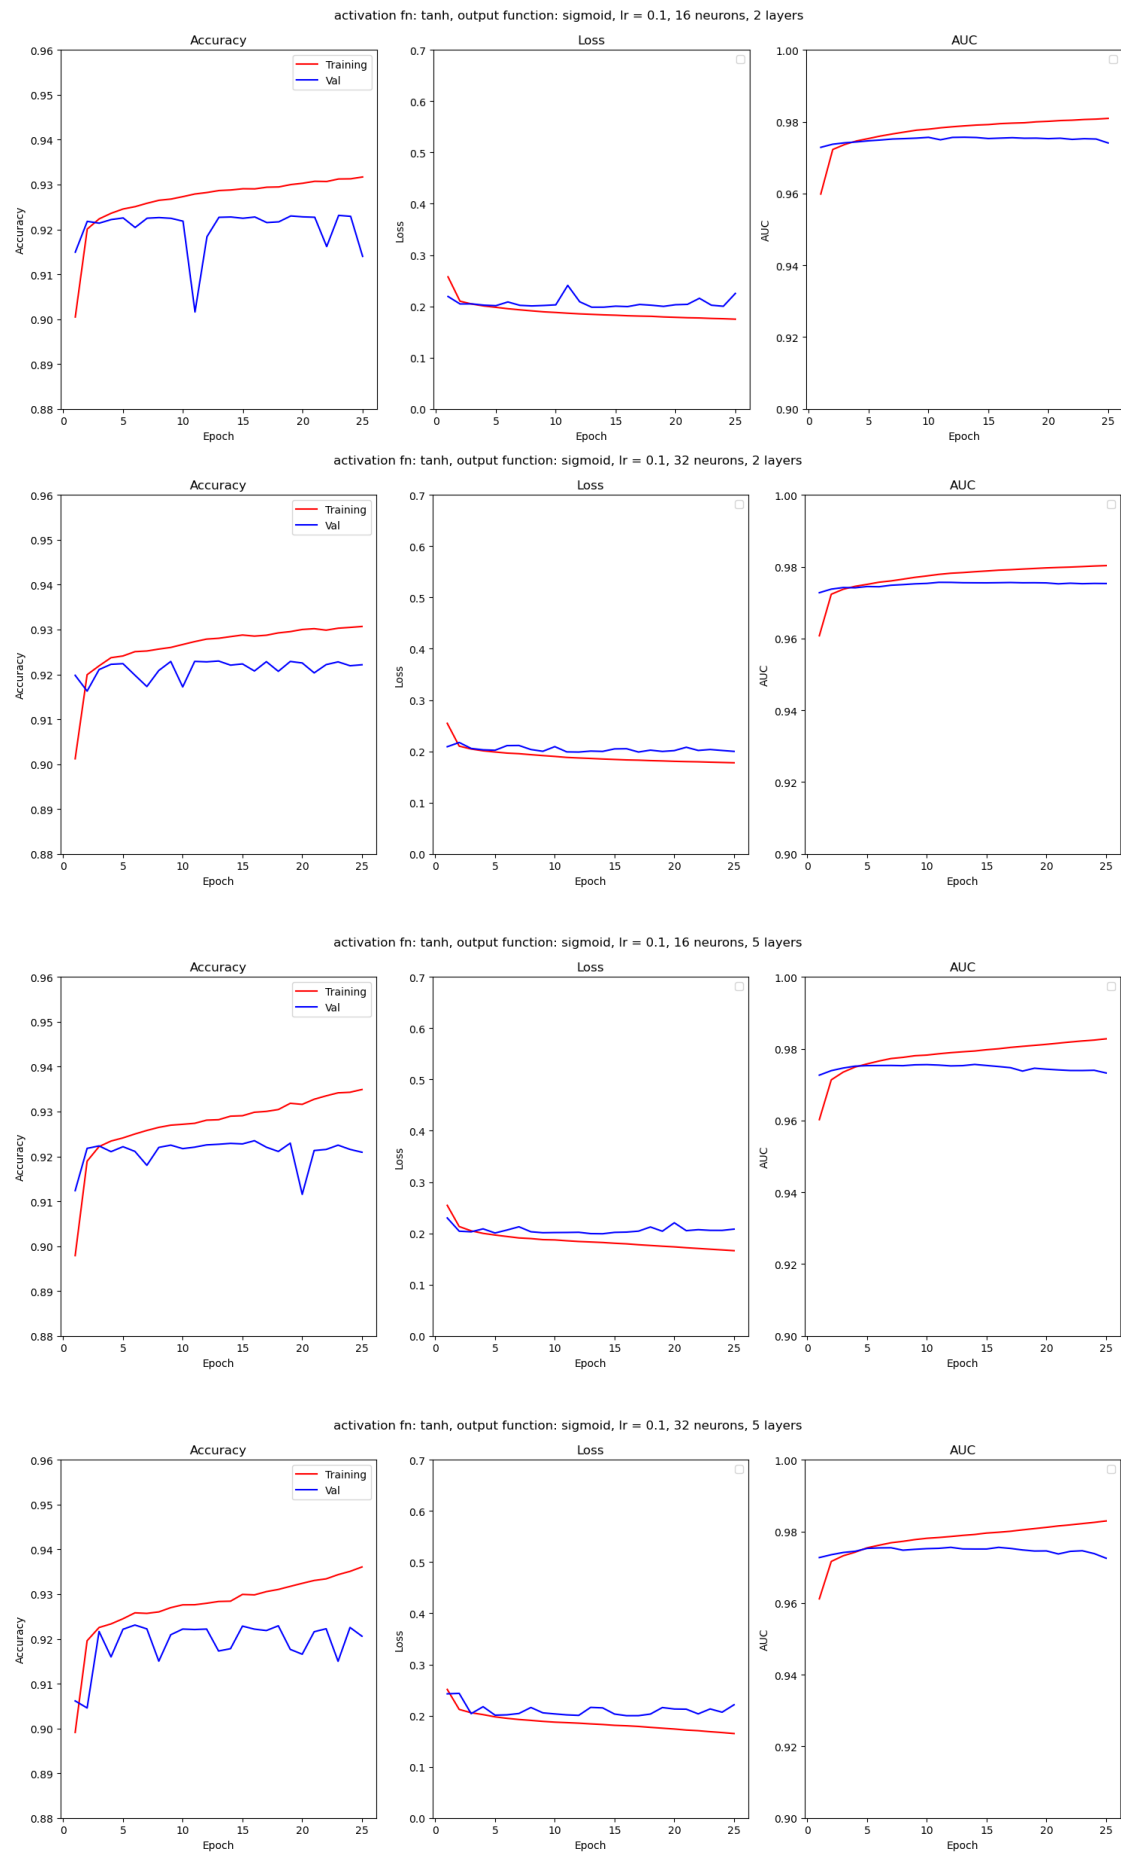 activation fn: tanh, output function: sigmoid, lr = 0.1, 16 neurons, 2 layers
Accuracy
Loss
AUC
0.96
0.95
0.94
0.93
0.92
0.91
0.90
0.89
0.88
Accuracy
Training
Val
0 5 10 15 20 25
Epoch
0.7
0.6
0.5
0.4
0.3
0.2
0.1
0.0
Loss
0 5 10 15 20 25
Epoch
1.00
0.98
0.96
0.94
0.92
0.90
AUC
0 5 10 15 20 25
Epoch
activation fn: tanh, output function: sigmoid, lr = 0.1, 32 neurons, 2 layers
Accuracy
Loss
AUC
0.96
0.95
0.94
0.93
0.92
0.91
0.90
0.89
0.88
Accuracy
Training
Val
0 5 10 15 20 25
Epoch
0.7
0.6
0.5
0.4
0.3
0.2
0.1
0.0
Loss
0 5 10 15 20 25
Epoch
1.00
0.98
0.96
0.94
0.92
0.90
AUC
0 5 10 15 20 25
Epoch
activation fn: tanh, output function: sigmoid, lr = 0.1, 16 neurons, 5 layers
Accuracy
Loss
AUC
0.96
0.95
0.94
0.93
0.92
0.91
0.90
0.89
0.88
Accuracy
Training
Val
0 5 10 15 20 25
Epoch
0.7
0.6
0.5
0.4
0.3
0.2
0.1
0.0
Loss
0 5 10 15 20 25
Epoch
1.00
0.98
0.96
0.94
0.92
0.90
AUC
0 5 10 15 20 25
Epoch
activation fn: tanh, output function: sigmoid, lr = 0.1, 32 neurons, 5 layers
Accuracy
Loss
AUC
0.96
0.95
0.94
0.93
0.92
0.91
0.90
0.89
0.88
Accuracy
Training
Val
0 5 10 15 20 25
Epoch
0.7
0.6
0.5
0.4
0.3
0.2
0.1
0.0
Loss
0 5 10 15 20 25
Epoch
1.00
0.98
0.96
0.94
0.92
0.90
AUC
0 5 10 15 20 25
Epoch